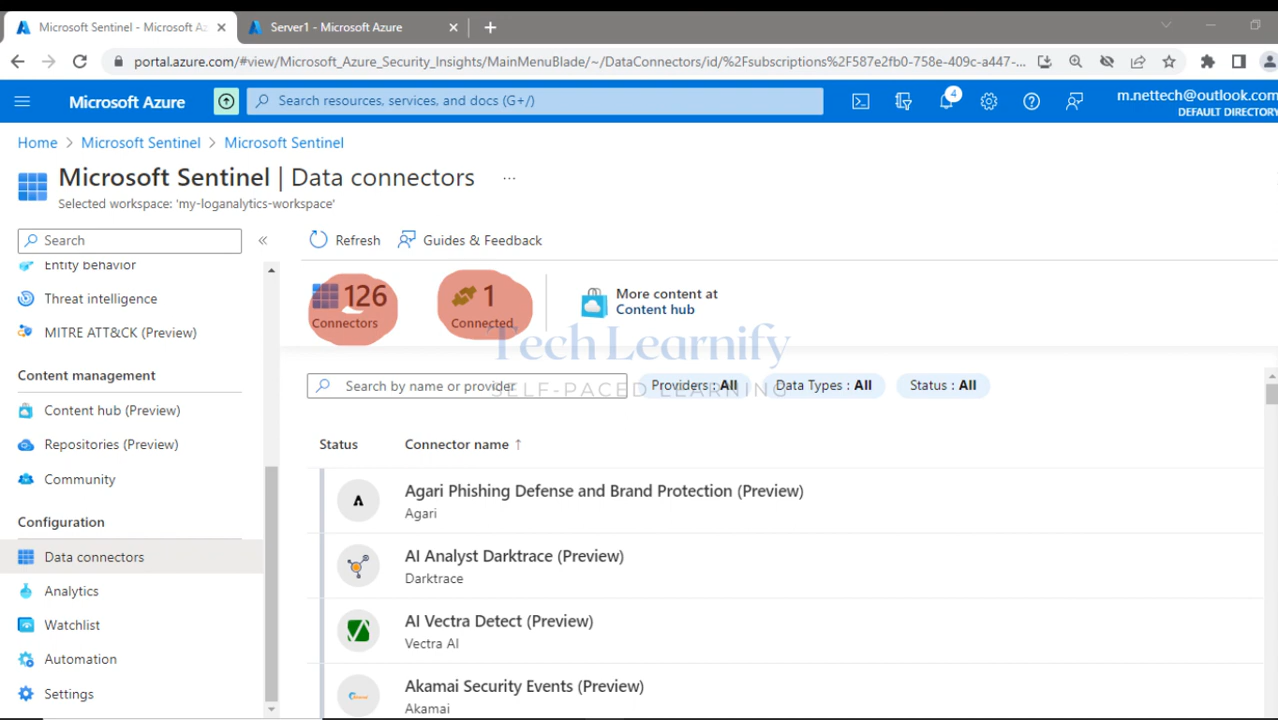 Microsoft Sentinel - Microsoft Az
Server1 - Microsoft Azure
portal.azure.com/#view/Microsoft_Azure_Security_Insights/MainMenuBlade/~/DataConnectors/id/%2Fsubscriptions%2F587e2fb0-758e-409c-a447-...
Microsoft Azure
Search resources, services, and docs (G+/)
4
m.nettech@outlook.com
DEFAULT DIRECTORY
Home > Microsoft Sentinel > Microsoft Sentinel
Microsoft Sentinel | Data connectors ...
Selected workspace: 'my-loganalytics-workspace'
Search «
Refresh
Guides & Feedback
Entity behavior
Threat intelligence
MITRE ATT&CK (Preview)
Content management
Content hub (Preview)
Repositories (Preview)
Community
Configuration
Data connectors
Analytics
Watchlist
Automation
Settings
126
Connectors
1
Connected
More content at
Content hub
Tech Learnify
SELF-PACED LEARNING
Search by name or provider
Providers : All
Data Types : All
Status : All
Status
Connector name ↑
A
Agari Phishing Defense and Brand Protection (Preview)
Agari
AI Analyst Darktrace (Preview)
Darktrace
AI Vectra Detect (Preview)
Vectra AI
Akamai Security Events (Preview)
Akamai